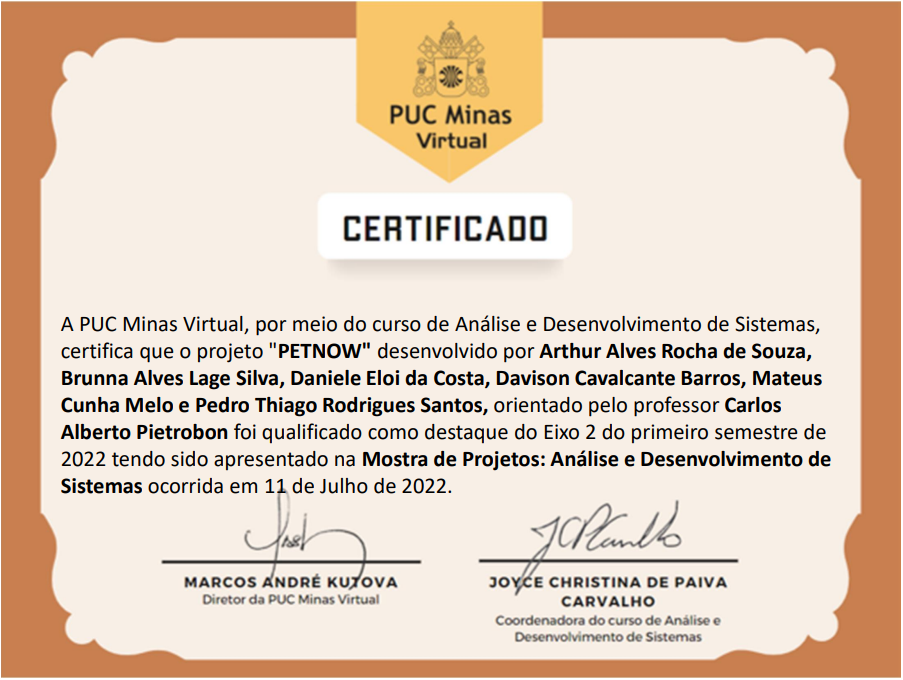 PUC Minas
Virtual
CERTIFICADO
A PUC Minas Virtual, por meio do curso de Análise e Desenvolvimento de Sistemas,
certifica que o projeto "PETNOW" desenvolvido por Arthur Alves Rocha de Souza,
Brunna Alves Lage Silva, Daniele Eloi da Costa, Davison Cavalcante Barros, Mateus
Cunha Melo e Pedro Thiago Rodrigues Santos, orientado pelo professor Carlos
Alberto Pietrobon foi qualificado como destaque do Eixo 2 do primeiro semestre de
2022 tendo sido apresentado na Mostra de Projetos: Análise e Desenvolvimento de
Sistemas ocorrida em 11 de Julho de 2022.
MARCOS ANDRÉ KUTOVA
Diretor da PUC Minas Virtual
JOYCE CHRISTINA DE PAIVA
CARVALHO
Coordenadora do curso de Análise e
Desenvolvimento de Sistemas